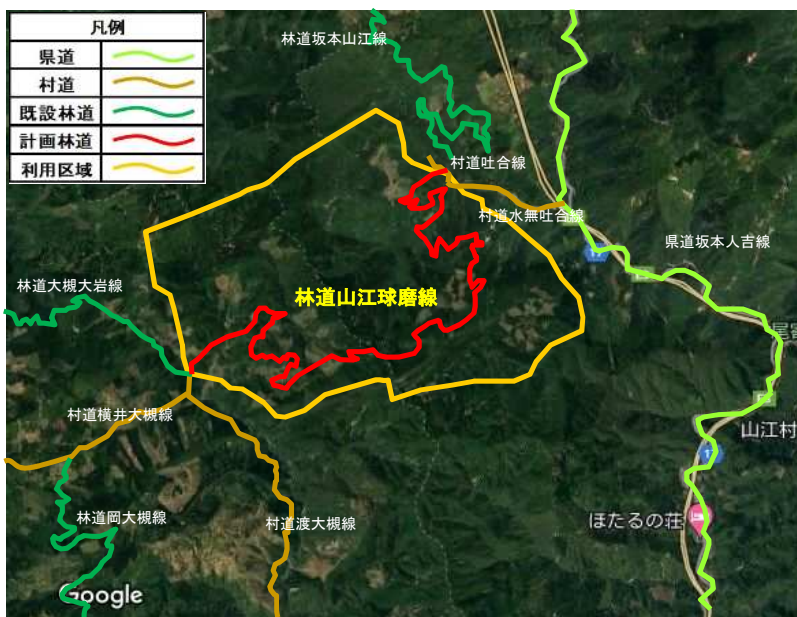 凡例
県道
村道
既設林道
計画林道
利用区域
林道坂本山江線
村道吐合線
村道水無吐合線
県道坂本人吉線
林道大槻大岩線
林道山江球磨線
村道横井大槻線
山江村
林道岡大槻線
村道渡大槻線
ほたるの荘
Google